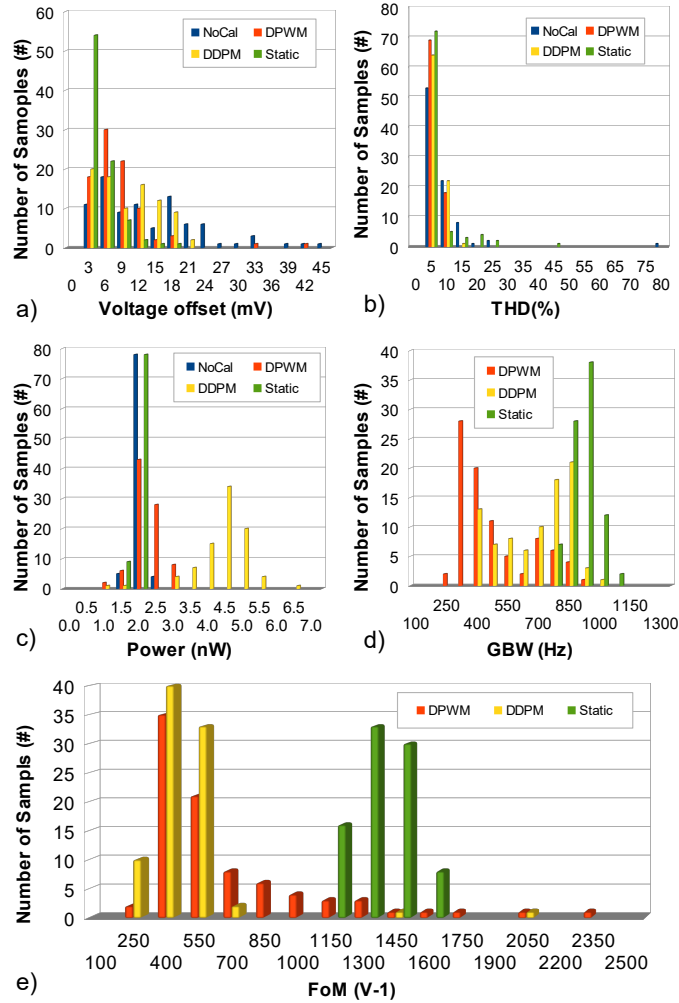 60
50
40
30
20
10
0
Number of Samoples (#)
NoCal DPWM
DDPM Static
3 9 15 21 27 33 39 45
0 6 12 18 24 30 36 42
a) Voltage offset (mV)
80
70
60
50
40
30
20
10
0
Number of Samples (#)
NoCal DPWM
DDPM Static
5 15 25 35 45 55 65 75
0 10 20 30 40 50 60 70 80
b) THD(%)
80
70
60
50
40
30
20
10
0
Number of Samples (#)
NoCal DPWM
DDPM Static
0.5 1.5 2.5 3.5 4.5 5.5 6.5
0.0 1.0 2.0 3.0 4.0 5.0 6.0 7.0
c) Power (nW)
40
35
30
25
20
15
10
5
0
Number of Samples (#)
DPWM
DDPM
Static
250 550 850 1150
100 400 700 1000 1300
d) GBW (Hz)
40
35
30
25
20
15
10
5
0
Number of Sampls (#)
DPWM DDPM Static
250 550 850 1150 1450 1750 2050 2350
100 400 700 1000 1300 1600 1900 2200 2500
e) FoM (V-1)